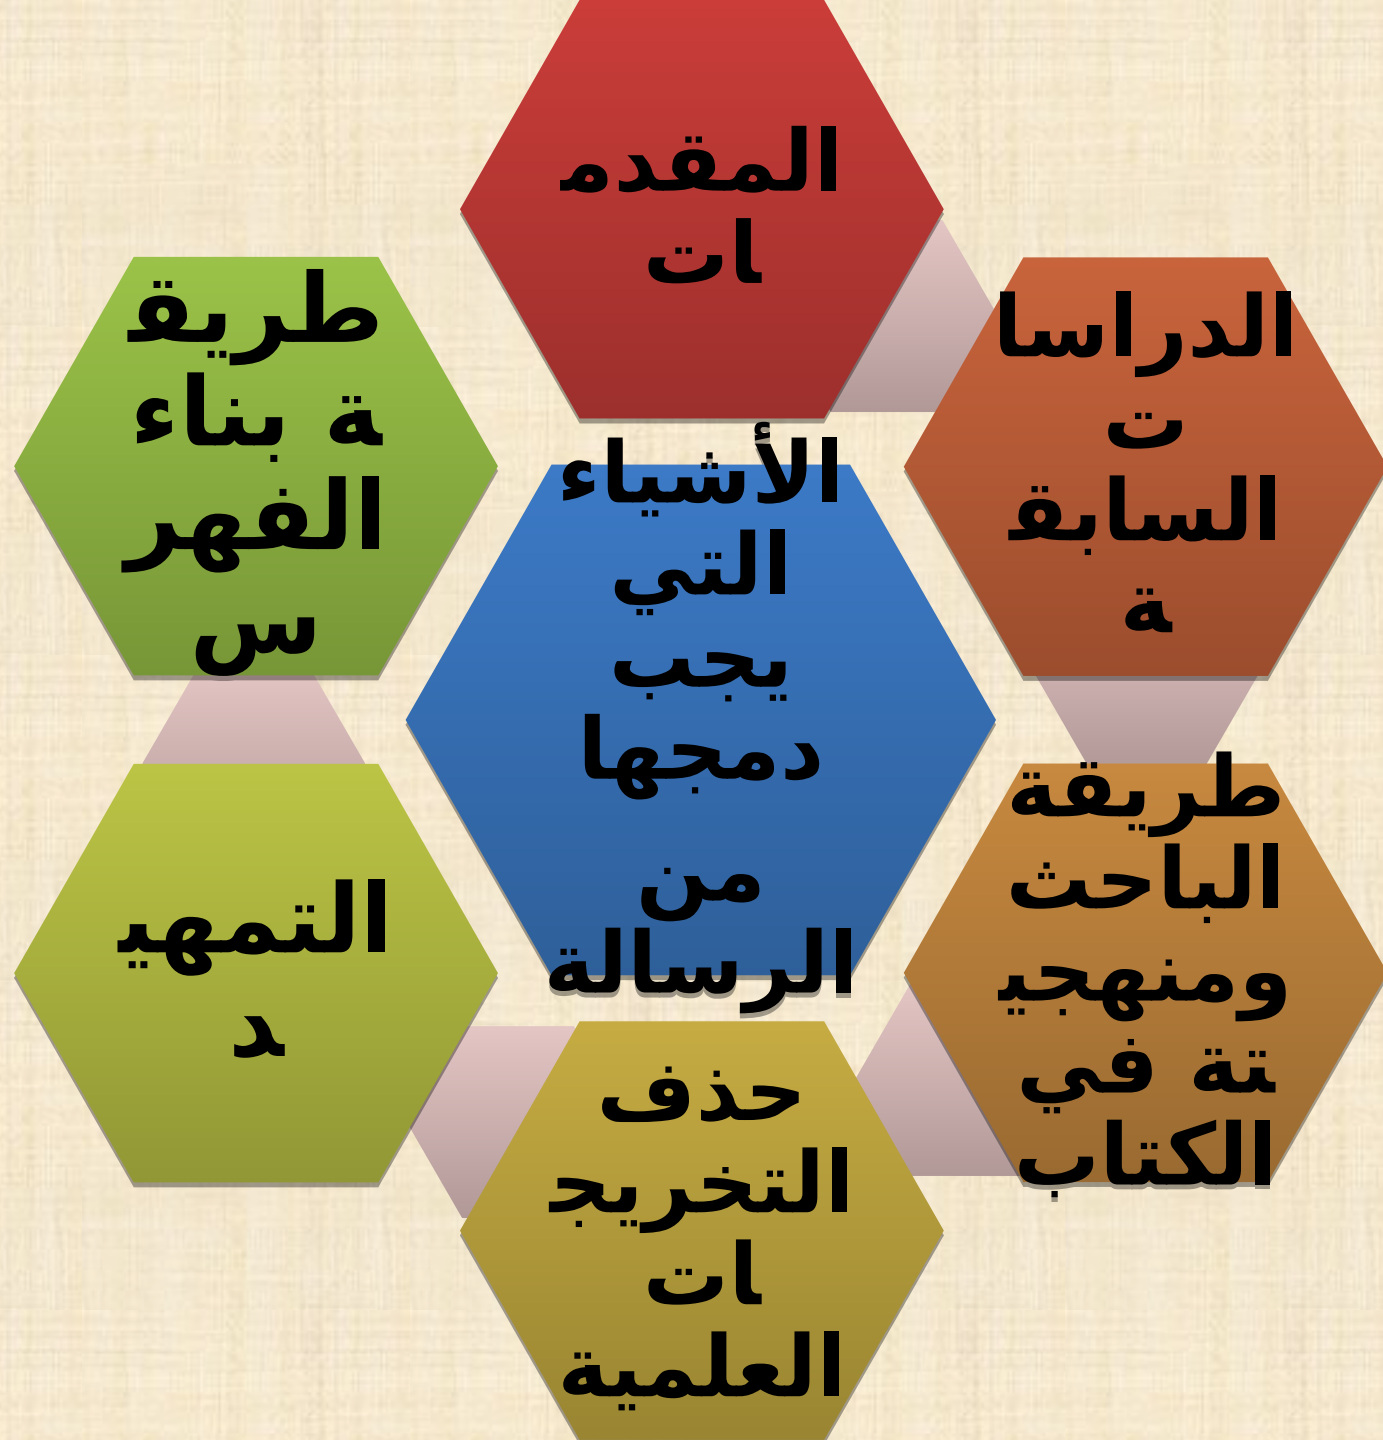 المقدم
ات
الدراسا
ت
السابق
ة
طريقة
الباحث
ومنهجي
تة في
الكتاب
حذف
التخريج
ات
العلمية
التمهي
د
طريق
ة بناء
الفهر
س
الأشياء
التي
يجب
دمجها
من
الرسالة